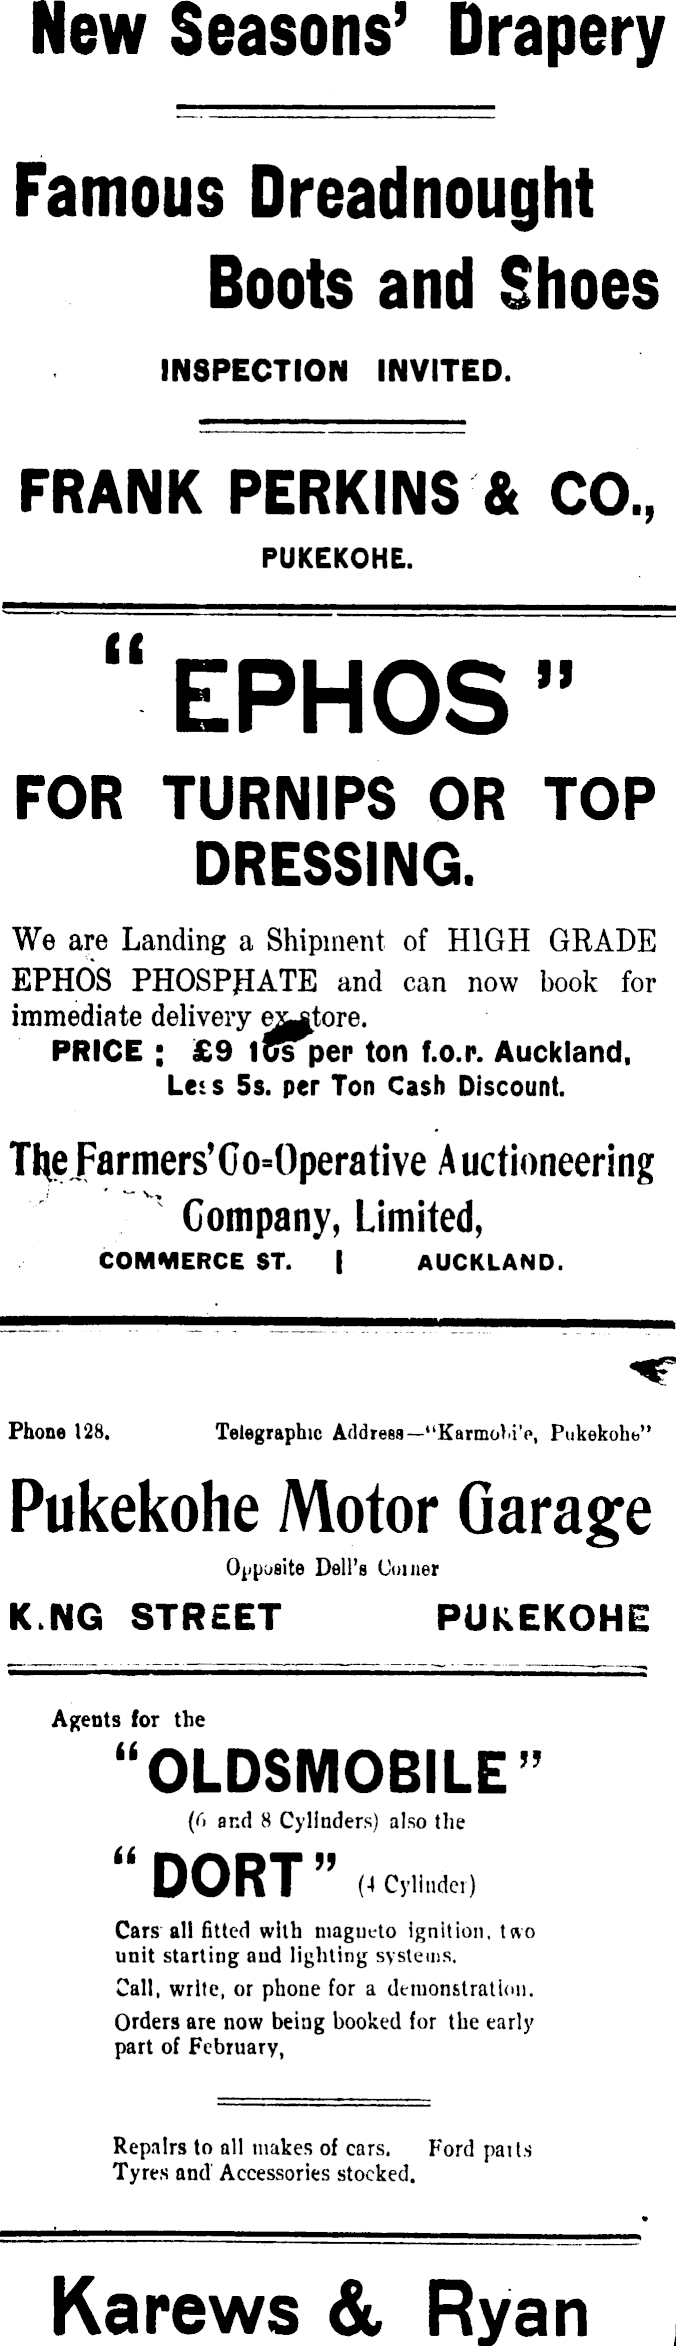 New Seasons' Drapery
Famous Dreadnought
Boots and Shoes
INSPECTION INVITED.
FRANK PERKINS & CO.,
PUKEKOHE.
"EPHOS"
FOR TURNIPS OR TOP
DRESSING.
We are Landing a Shipment of HIGH GRADE
EPHOS PHOSPHATE and can now book for
immediate delivery ex store.
PRICE : £9 10s per ton f.o.r. Auckland,
Less 5s. per Ton Cash Discount.
The Farmers' Co=Operative Auctioneering
Company, Limited,
COMMERCE ST. | AUCKLAND.
Phone 128. Telegraphic Address—"Karmobile, Pukekohe"
Pukekohe Motor Garage
Opposite Dell's Corner
KING STREET PUKEKOHE
Agents for the
"OLDSMOBILE"
(6 and 8 Cylinders) also the
"DORT" (4 Cylinder)
Cars all fitted with magneto ignition, two
unit starting and lighting systems.
Call, write, or phone for a demonstration.
Orders are now being booked for the early
part of February,
Repairs to all makes of cars. Ford parts
Tyres and Accessories stocked.
Karews & Ryan